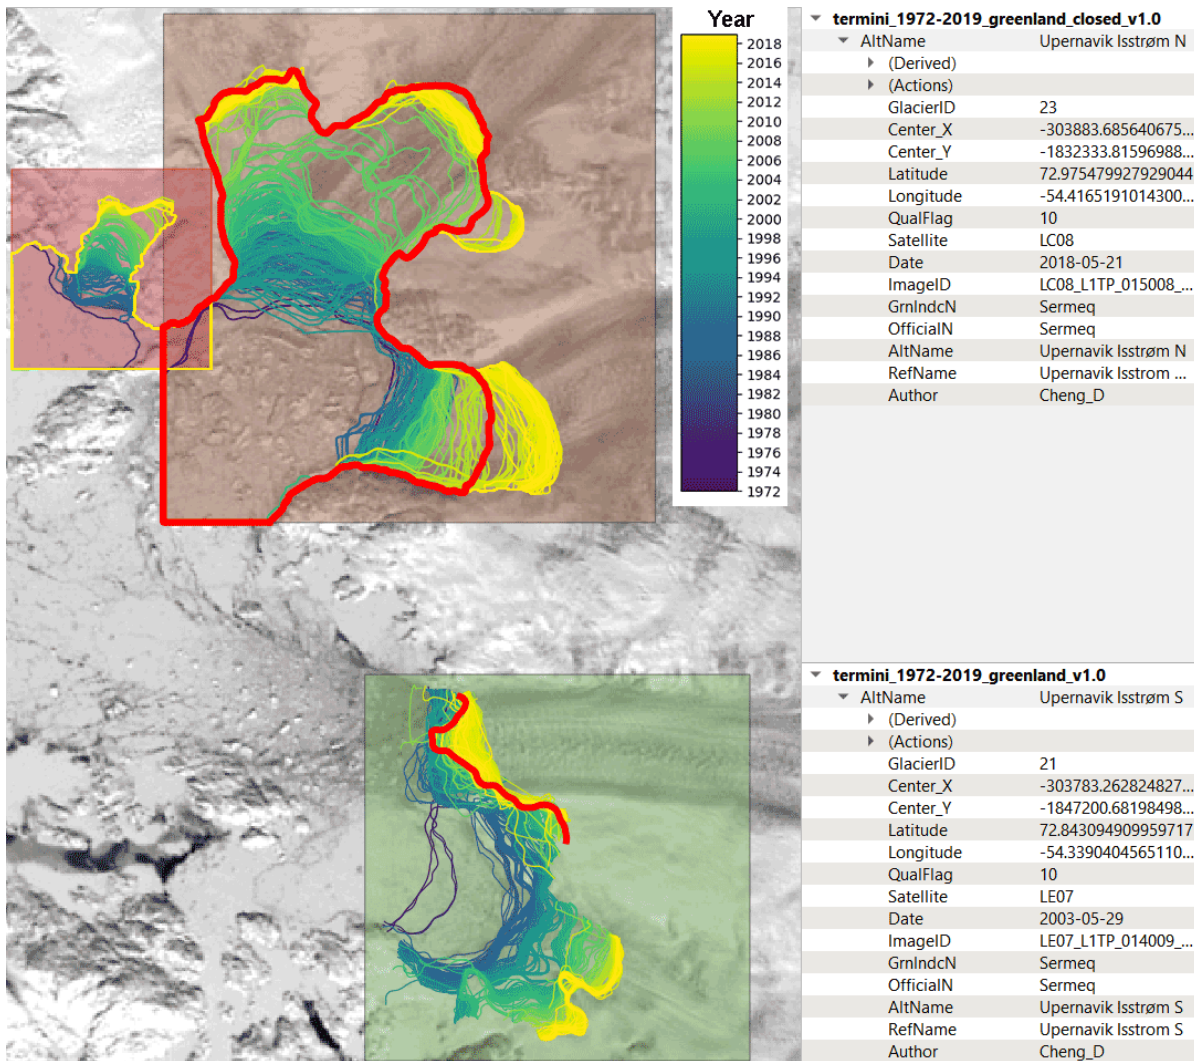 Year
2018
2016
2014
2012
2010
2008
2006
2004
2002
2000
1998
1996
1994
1992
1990
1988
1986
1984
1982
1980
1978
1976
1974
1972
termini_1972-2019_greenland_closed_v1.0
AltName Upernavik Isstrøm N
(Derived)
(Actions)
GlacierID 23
Center_X -303883.685640675...
Center_Y -1832333.81596988...
Latitude 72.975479927929044
Longitude -54.4165191014300...
QualFlag 10
Satellite LC08
Date 2018-05-21
ImageID LC08_L1TP_015008_...
GrnIndcN Sermeq
OfficialN Sermeq
AltName Upernavik Isstrøm N
RefName Upernavik Isstrom ...
Author Cheng_D
termini_1972-2019_greenland_v1.0
AltName Upernavik Isstrøm S
(Derived)
(Actions)
GlacierID 21
Center_X -303783.262824827...
Center_Y -1847200.68198498...
Latitude 72.843094909959717
Longitude -54.3390404565110...
QualFlag 10
Satellite LE07
Date 2003-05-29
ImageID LE07_L1TP_014009_...
GrnIndcN Sermeq
OfficialN Sermeq
AltName Upernavik Isstrøm S
RefName Upernavik Isstrom S
Author Cheng_D